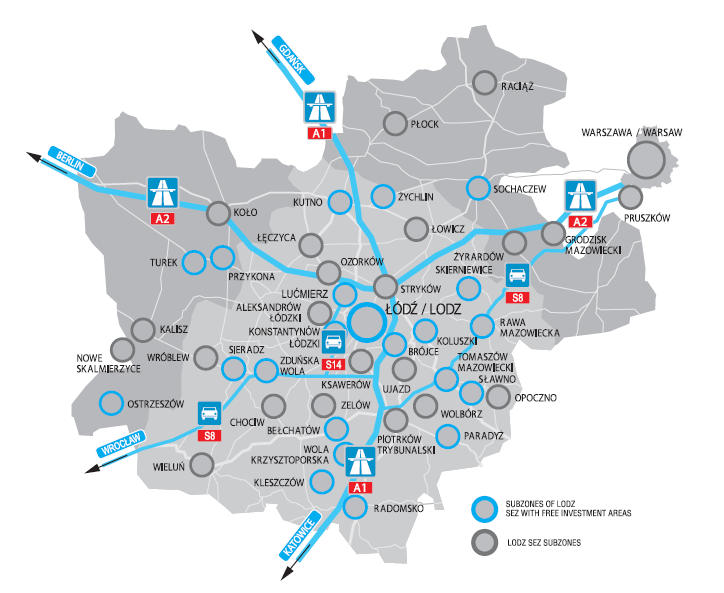 GDAŃSK
RACIĄŻ
A1
PŁOCK
WARSZAWA / WARSAW
BERLIN
A2
KUTNO
ŻYCHLIN
SOCHACZEW
A2
PRUSZKÓW
KOŁO
ŁOWICZ
ŁĘCZYCA
GRODZISK
MAZOWIECKI
ŻYRARDÓW
TUREK
PRZYKONA
OZORKÓW
SKIERNIEWICE
STRYKÓW
S8
LUĆMIERZ
ALEKSANDRÓW
ŁÓDZKI
ŁÓDŹ / LODZ
KONSTANTYNÓW
ŁÓDZKI
KALISZ
RAWA
MAZOWIECKA
KOLUSZKI
NOWE
SKALMIERZYCE
WRÓBLEW
SIERADZ
ZDUŃSKA
WOLA
S14
BRÓJCE
TOMASZÓW
MAZOWIECKI
KSAWERÓW
UJAZD
SŁAWNO
OPOCZNO
OSTRZESZÓW
S8
CHOCIW
ZELÓW
WOLBÓRZ
BEŁCHATÓW
PIOTRKÓW
TRYBUNALSKI
PARADYŻ
WROCŁAW
WIELUŃ
WOLA
KRZYSZTOPORSKA
A1
KLESZCZÓW
RADOMSKO
KATOWICE
SUBZONES OF LODZ
SEZ WITH FREE INVESTMENT AREAS
LODZ SEZ SUBZONES